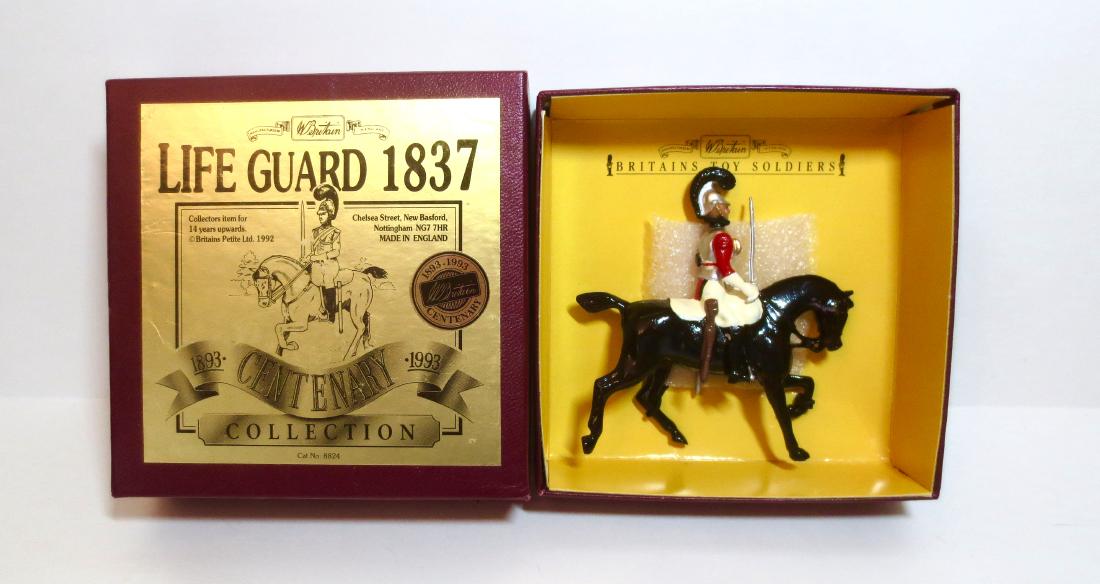 W. Britain
LIFE GUARD 1837
Collectors item for
14 years upwards.
©Britains Petite Ltd. 1992
Chelsea Street, New Basford,
Nottingham NG7 7HR
MADE IN ENGLAND
1893-1993
W. Britain
CENTENARY
1893· CENTENARY ·1993
COLLECTION
Cat No. 8824
W. Britain
BRITAINS TOY SOLDIERS